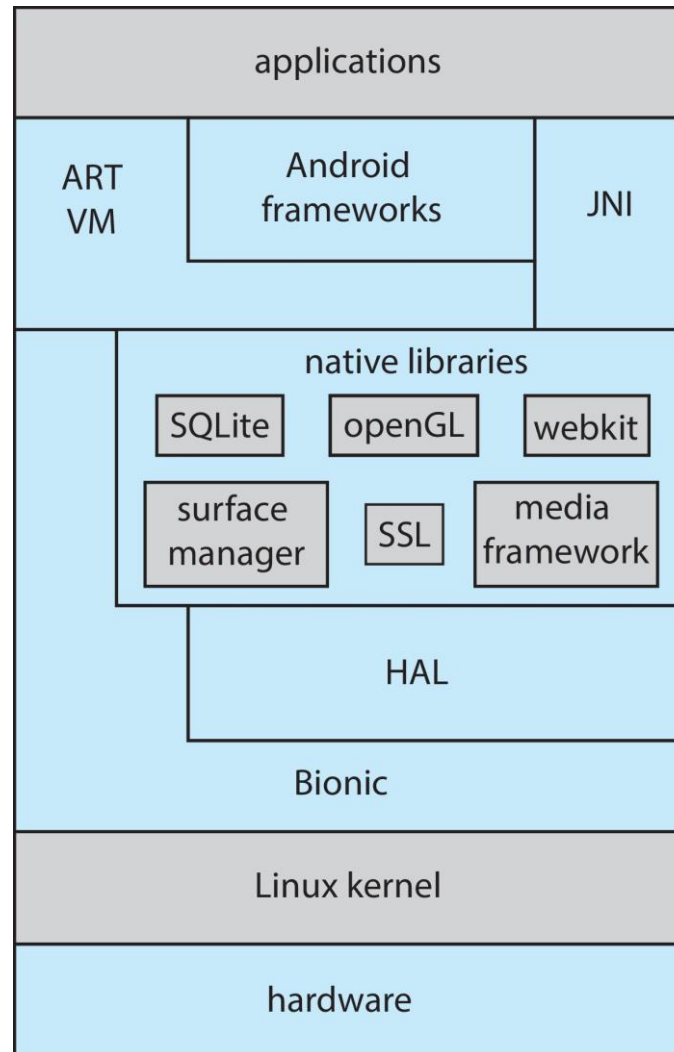 applications
ART
VM
Android
frameworks
JNI
native libraries
SQLite
openGL
webkit
surface
manager
SSL
media
framework
HAL
Bionic
Linux kernel
hardware